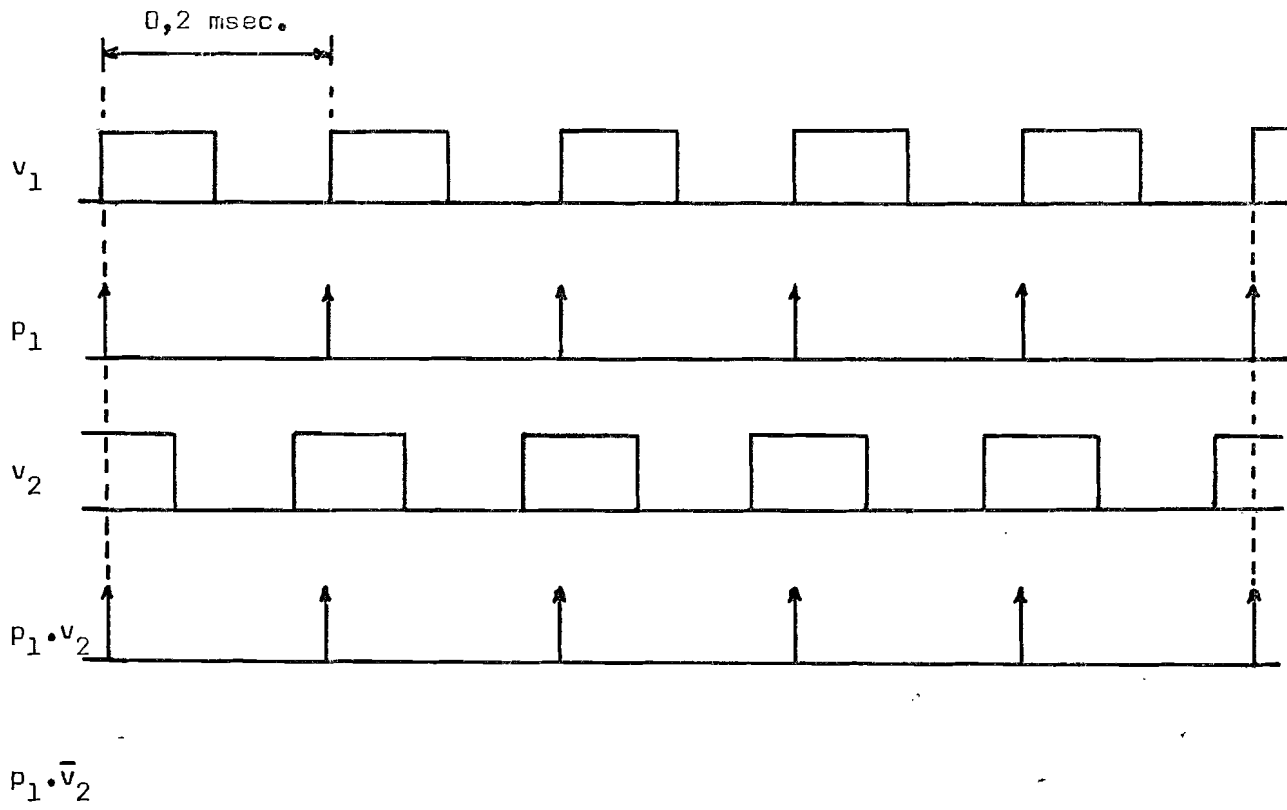 0,2 msec.
v₁
p₁
v₂
p₁·v₂
p₁·v̄₂